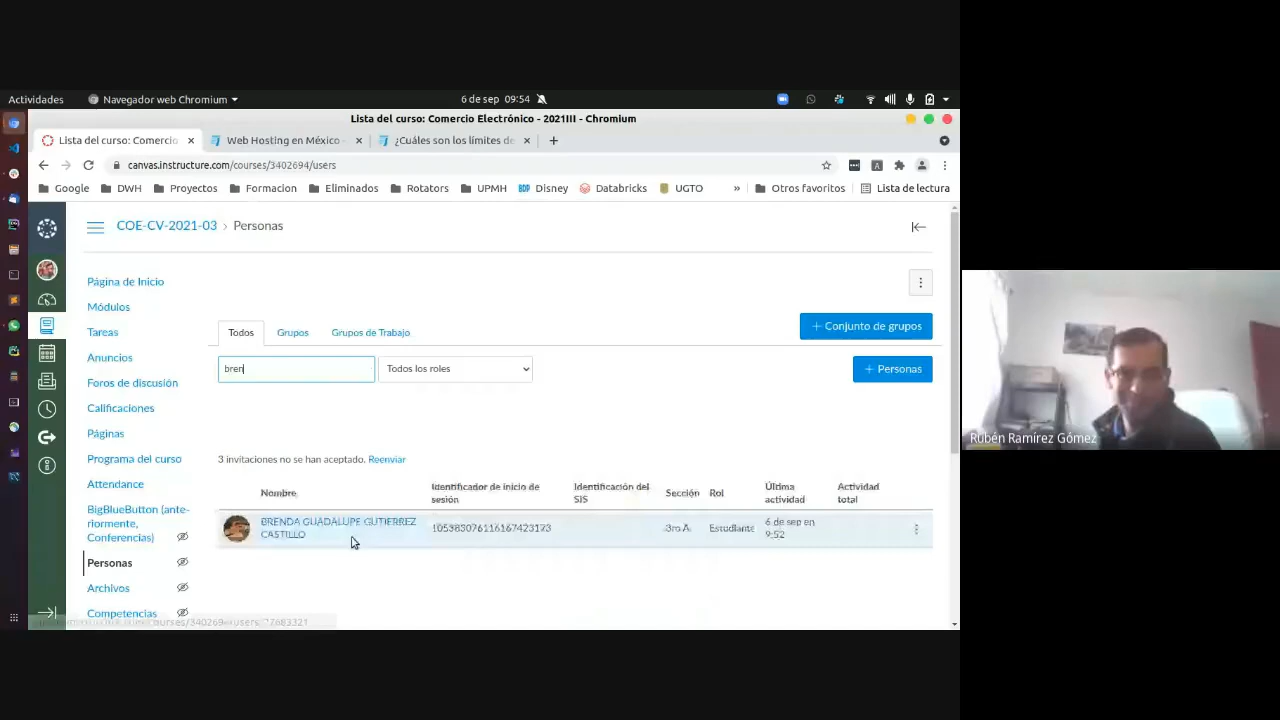 Actividades
Navegador web Chromium
6 de sep 09:54
Lista del curso: Comercio Electrónico - 2021III - Chromium
Lista del curso: Comercio
Web Hosting en México -
¿Cuáles son los límites de
canvas.instructure.com/courses/3402694/users
Google
DWH
Proyectos
Formacion
Eliminados
Rotators
UPMH
Disney
Databricks
UGTO
»
Otros favoritos
Lista de lectura
COE-CV-2021-03 › Personas
Página de Inicio
Módulos
Tareas
Anuncios
Foros de discusión
Calificaciones
Páginas
Programa del curso
Attendance
BigBlueButton (ante-
riormente,
Conferencias)
Personas
Archivos
Competencias
Todos
Grupos
Grupos de Trabajo
+ Conjunto de grupos
bren
Todos los roles
+ Personas
3 invitaciones no se han aceptado. Reenviar
Nombre
Identificador de inicio de
sesión
Identificación del
SIS
Sección
Rol
Última
actividad
Actividad
total
BRENDA GUADALUPE GUTIERREZ
CASTILLO
105383076116167423173
3ro A
Estudiante
6 de sep en
9:52
Rubén Ramírez Gómez